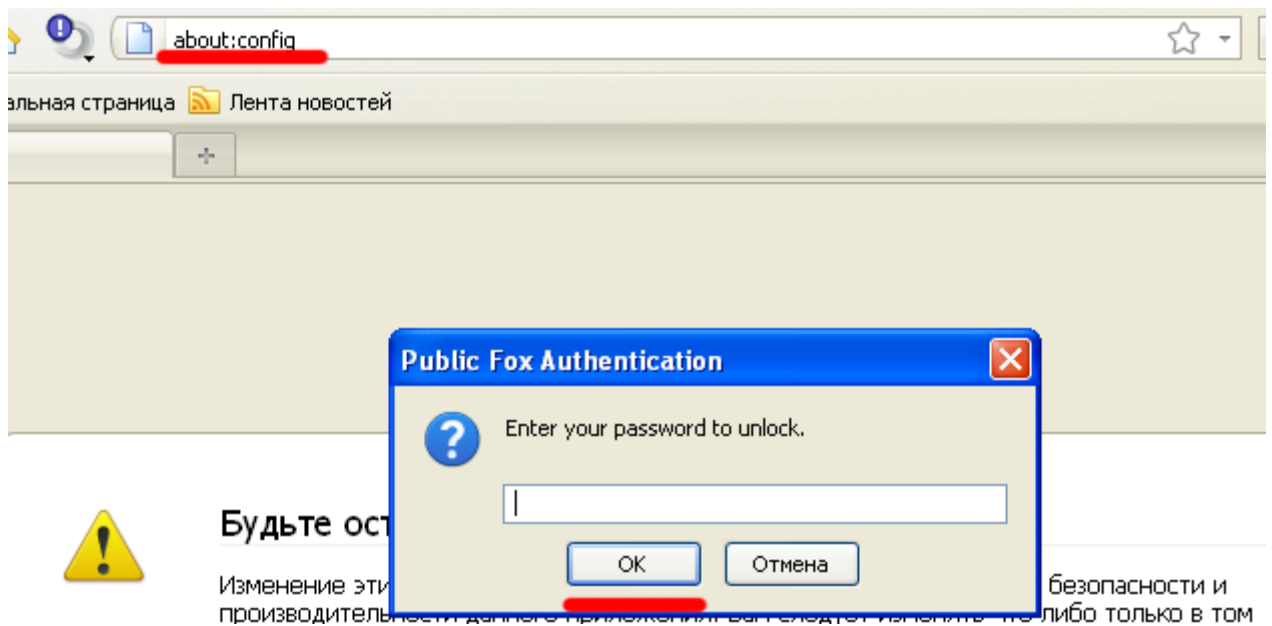 about:config
альная страница Лента новостей
Public Fox Authentication
Enter your password to unlock.
Будьте ост
OK Отмена
Изменение эти безопасности и
либо только в том